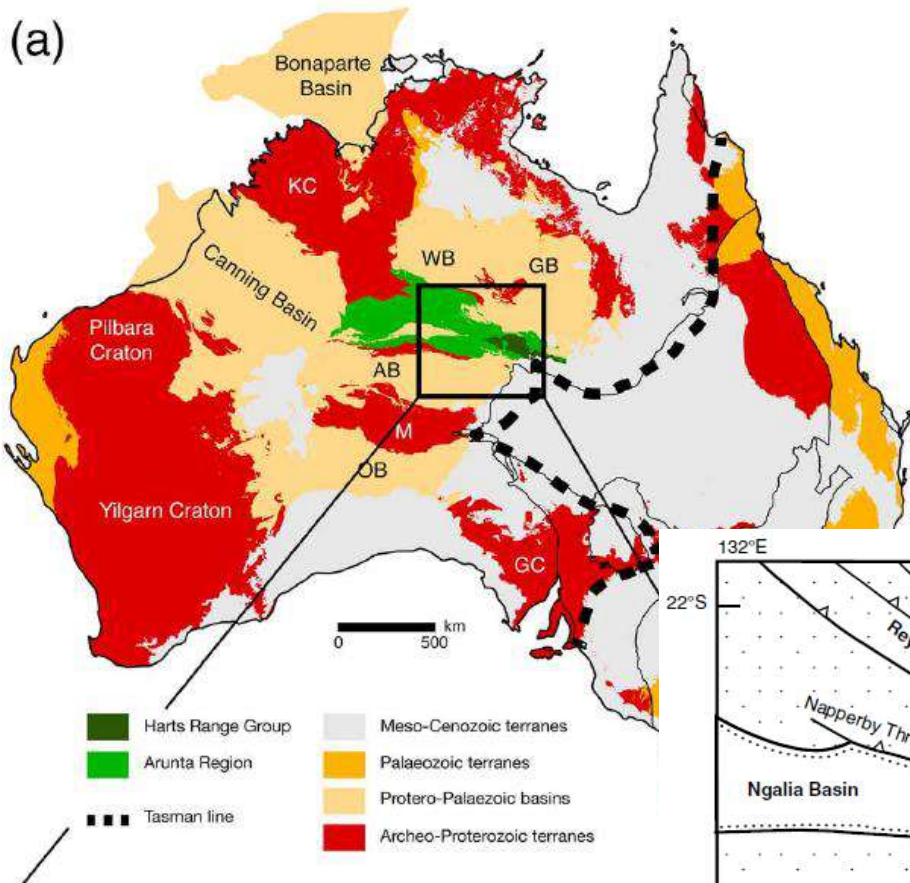 (a)
Bonaparte
Basin
KC
Canning Basin
WB
GB
Pilbara
Craton
AB
M
OB
Yilgarn Craton
GC
km
0
500
132°E
22°S
Rey
Napperby Thr
Ngalia Basin
Harts Range Group
Arunta Region
Tasman line
Meso-Cenozoic terranes
Palaeozoic terranes
Protero-Palaezoic basins
Archeo-Proterozoic terranes